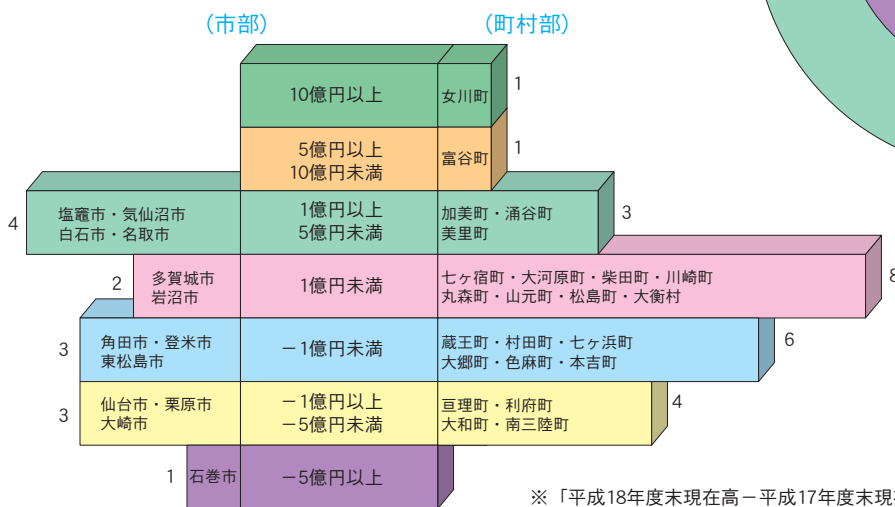 (市部)
(町村部)
10億円以上
女川町
1
5億円以上
10億円未満
富谷町
1
4
塩竈市・気仙沼市
白石市・名取市
1億円以上
5億円未満
加美町・涌谷町
美里町
3
2
多賀城市
岩沼市
1億円未満
七ヶ宿町・大河原町・柴田町・川崎町
丸森町・山元町・松島町・大衡村
8
3
角田市・登米市
東松島市
－1億円未満
蔵王町・村田町・七ヶ浜町
大郷町・色麻町・本吉町
6
3
仙台市・栗原市
大崎市
－1億円以上
－5億円未満
亘理町・利府町
大和町・南三陸町
4
1
石巻市
－5億円以上
※「平成18年度末現在高－平成17年度末現